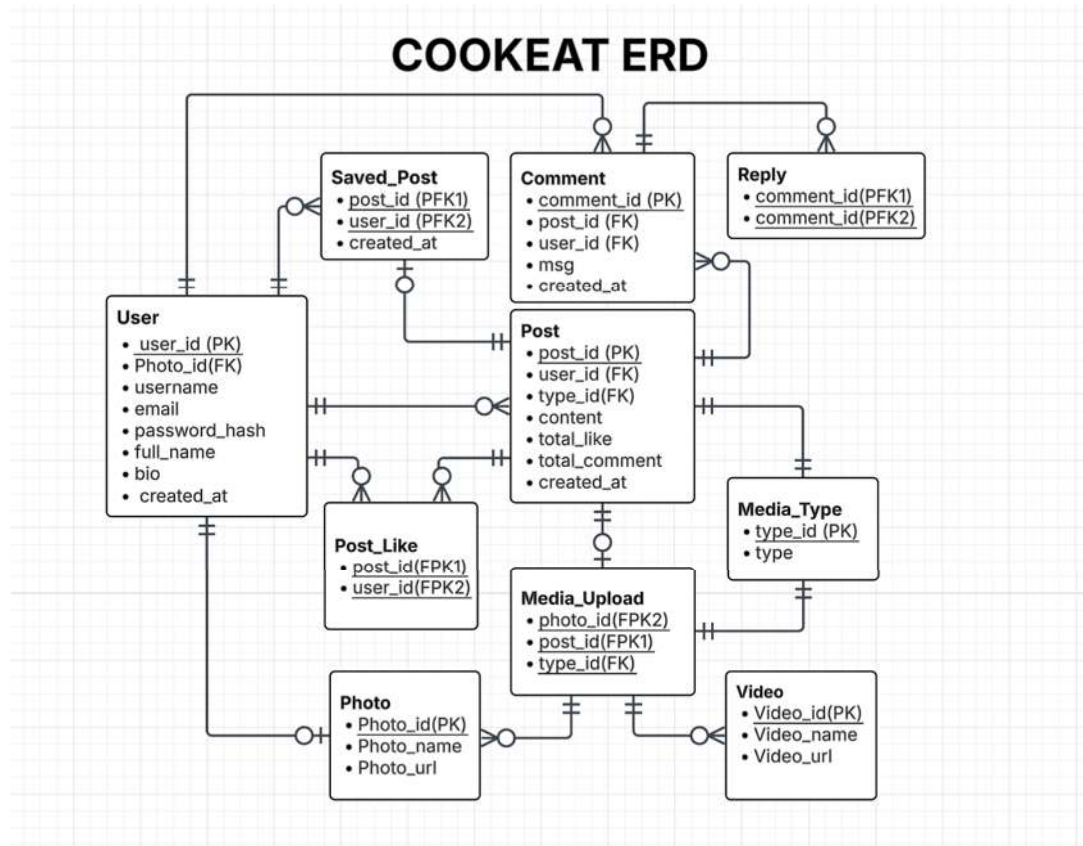 COOKEAT ERD
Saved_Post
• post_id (PFK1)
• user_id (PFK2)
• created_at
Comment
• comment_id (PK)
• post_id (FK)
• user_id (FK)
• msg
• created_at
Reply
• comment_id(PFK1)
• comment_id(PFK2)
User
• user_id (PK)
• Photo_id(FK)
• username
• email
• password_hash
• full_name
• bio
• created_at
Post
• post_id (PK)
• user_id (FK)
• type_id(FK)
• content
• total_like
• total_comment
• created_at
Media_Type
• type_id (PK)
• type
Post_Like
• post_id(FPK1)
• user_id(FPK2)
Media_Upload
• photo_id(FPK2)
• post_id(FPK1)
• type_id(FK)
Photo
• Photo_id(PK)
• Photo_name
• Photo_url
Video
• Video_id(PK)
• Video_name
• Video_url